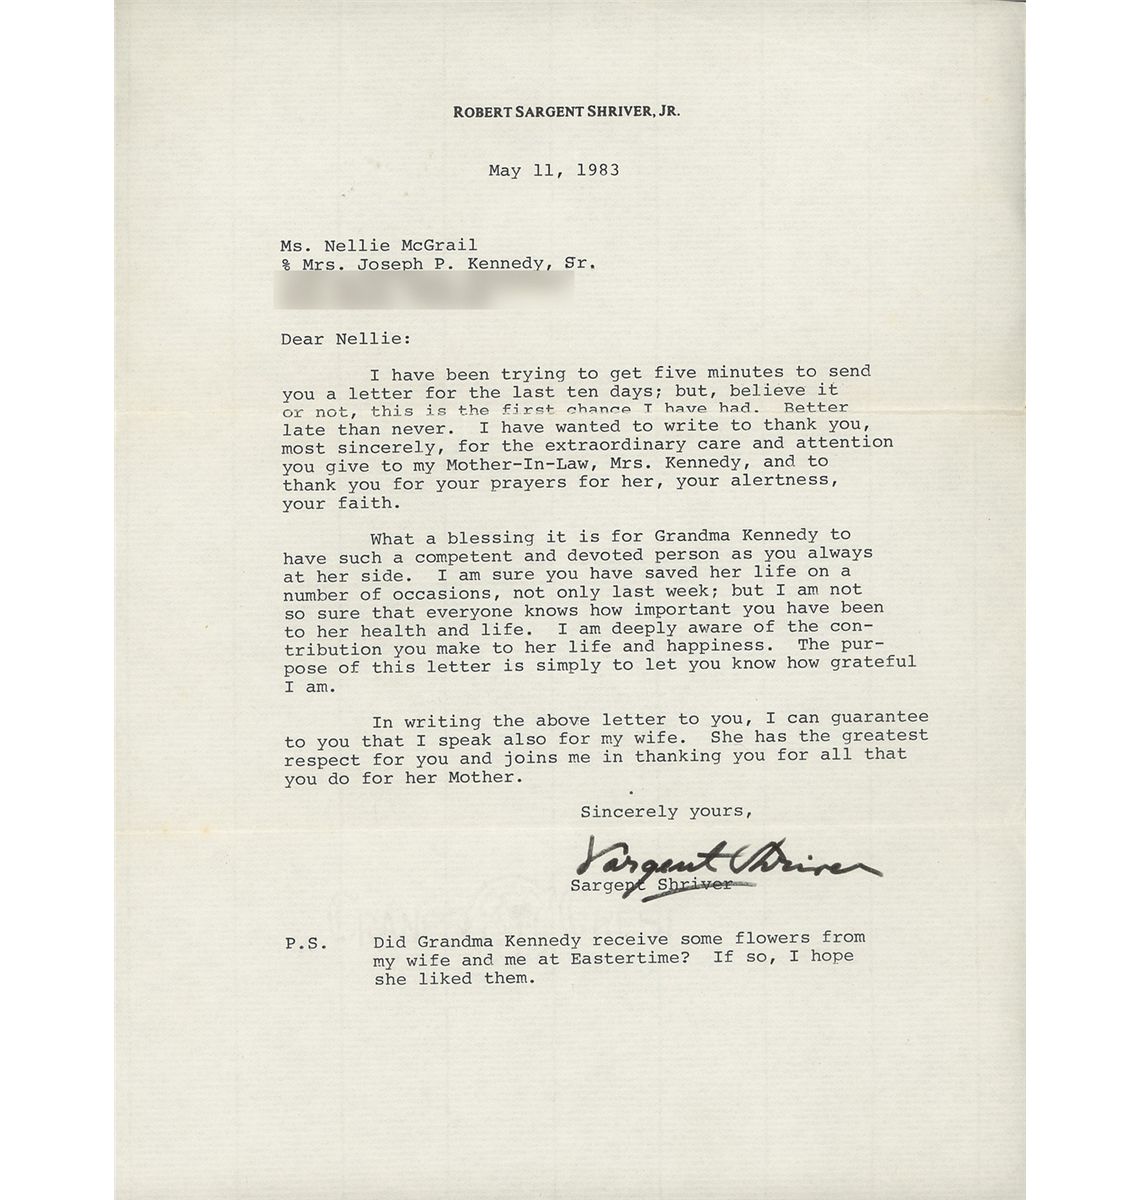 ROBERT SARGENT SHRIVER, JR.
May 11, 1983
Ms. Nellie McGrail
% Mrs. Joseph P. Kennedy, Sr.
Dear Nellie:
I have been trying to get five minutes to send
you a letter for the last ten days; but, believe it
or not, this is the first chance I have had. Better
late than never. I have wanted to write to thank you,
most sincerely, for the extraordinary care and attention
you give to my Mother-In-Law, Mrs. Kennedy, and to
thank you for your prayers for her, your alertness,
your faith.
What a blessing it is for Grandma Kennedy to
have such a competent and devoted person as you always
at her side. I am sure you have saved her life on a
number of occasions, not only last week; but I am not
so sure that everyone knows how important you have been
to her health and life. I am deeply aware of the con-
tribution you make to her life and happiness. The pur-
pose of this letter is simply to let you know how grateful
I am.
In writing the above letter to you, I can guarantee
to you that I speak also for my wife. She has the greatest
respect for you and joins me in thanking you for all that
you do for her Mother.
Sincerely yours,
Sargent Shriver
Sargent Shriver
P.S. Did Grandma Kennedy receive some flowers from
my wife and me at Eastertime? If so, I hope
she liked them.